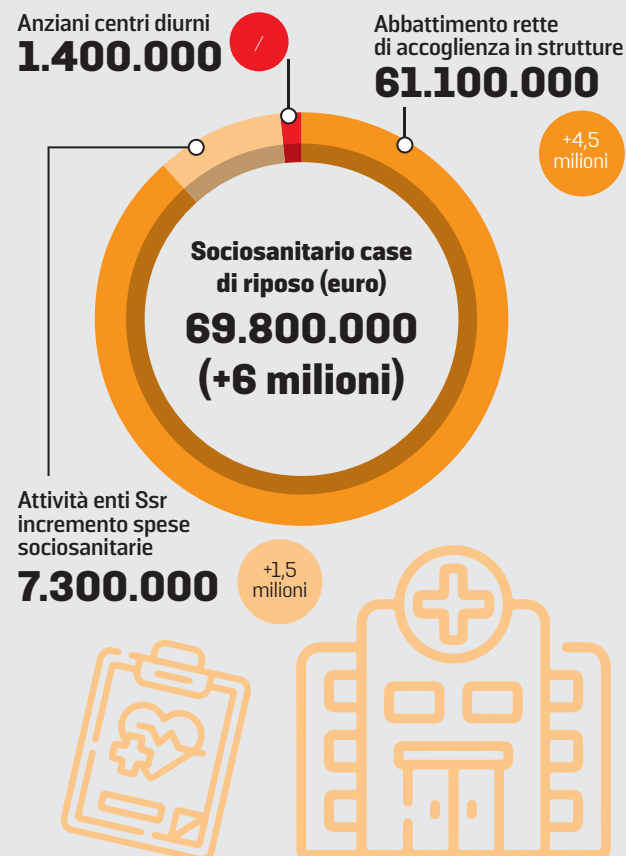 Anziani centri diurni
1.400.000
/
Abbattimento rette
di accoglienza in strutture
61.100.000
+4,5
milioni
Sociosanitario case
di riposo (euro)
69.800.000
(+6 milioni)
Attività enti Ssr
incremento spese
sociosanitarie
7.300.000
+1,5
milioni